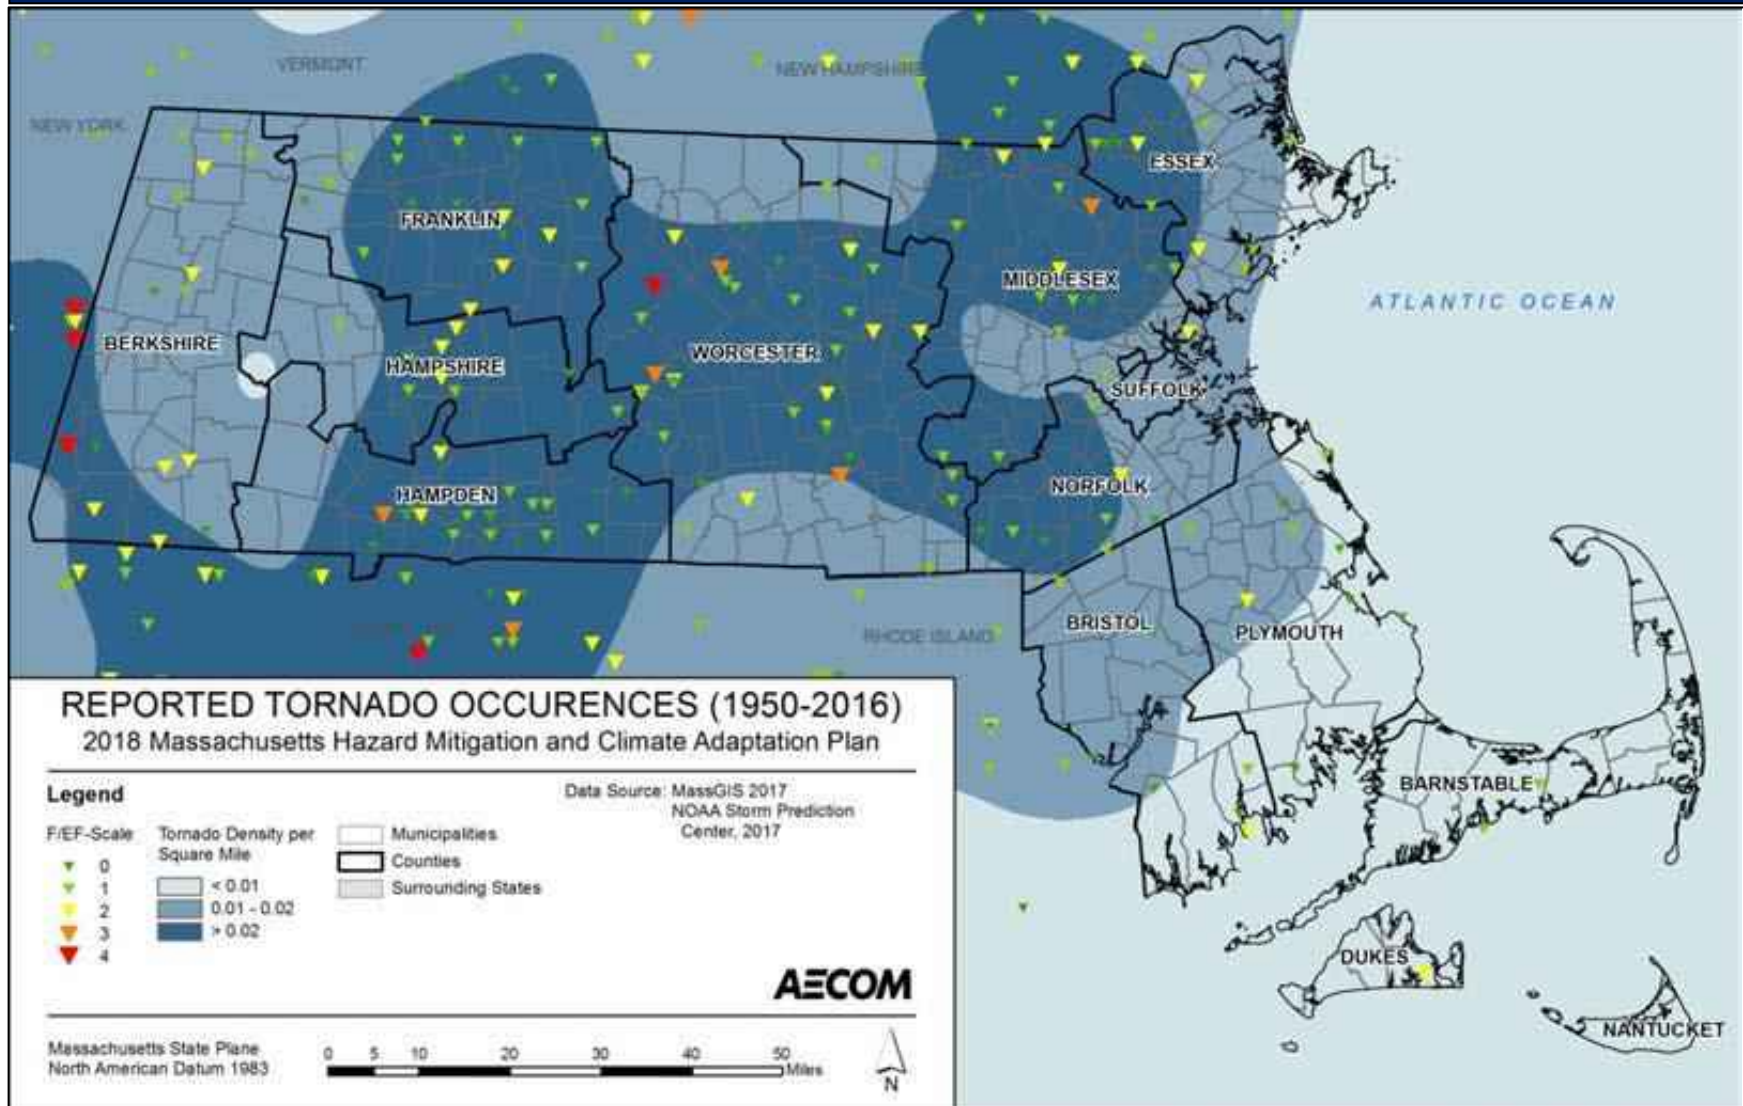 VERMONT
NEW HAMPSHIRE
NEW YORK
ESSEX
FRANKLIN
MIDDLESEX
ATLANTIC OCEAN
BERKSHIRE
WORCESTER
HAMPSHIRE
SUFFOLK
HAMPDEN
NORFOLK
BRISTOL
PLYMOUTH
RHODE ISLAND
BARNSTABLE
DUKES
NANTUCKET
REPORTED TORNADO OCCURENCES (1950-2016)
2018 Massachusetts Hazard Mitigation and Climate Adaptation Plan
Legend
F/EF-Scale
0
1
2
3
4
Tornado Density per
Square Mile
< 0.01
0.01 - 0.02
> 0.02
Municipalities
Counties
Surrounding States
Data Source: MassGIS 2017
NOAA Storm Prediction
Center, 2017
AECOM
Massachusetts State Plane
North American Datum 1983
0 5 10 20 30 40 50
Miles
N